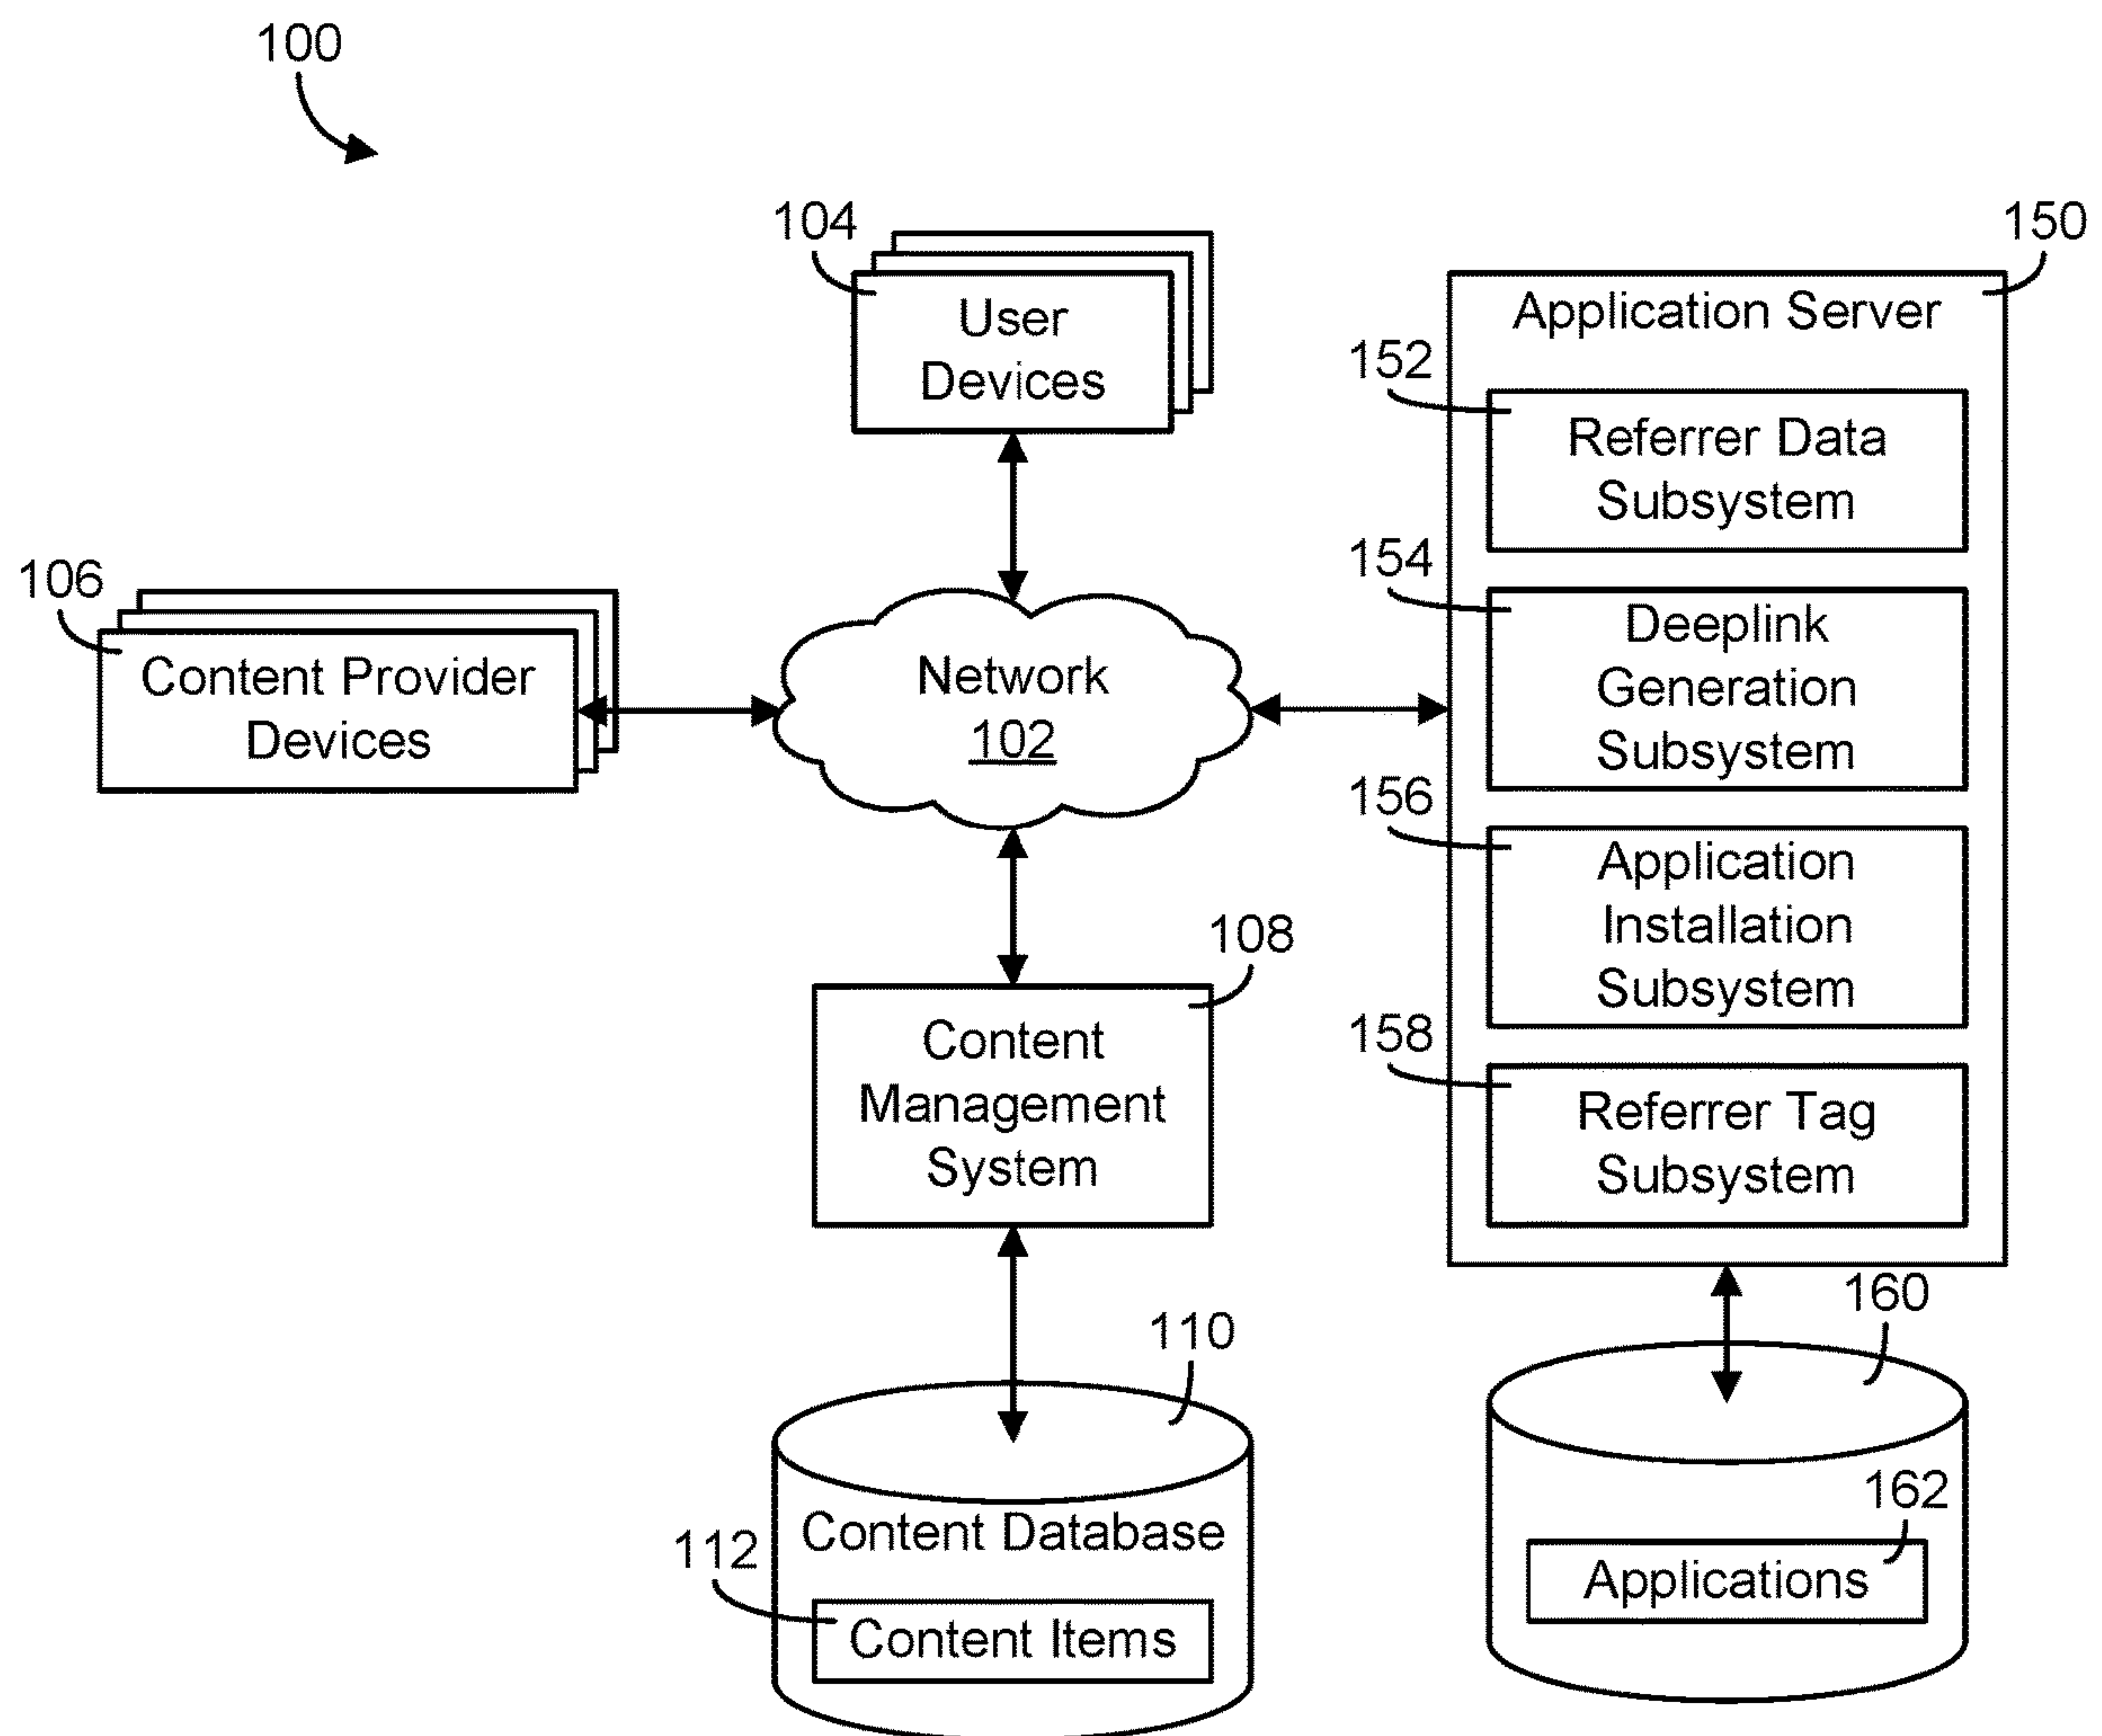 100
104
User
Devices
106
Content Provider
Devices
Network
102
108
Content
Management
System
110
Content Database
112
Content Items
150
Application Server
152
Referrer Data
Subsystem
154
Deeplink
Generation
Subsystem
156
Application
Installation
Subsystem
158
Referrer Tag
Subsystem
160
162
Applications